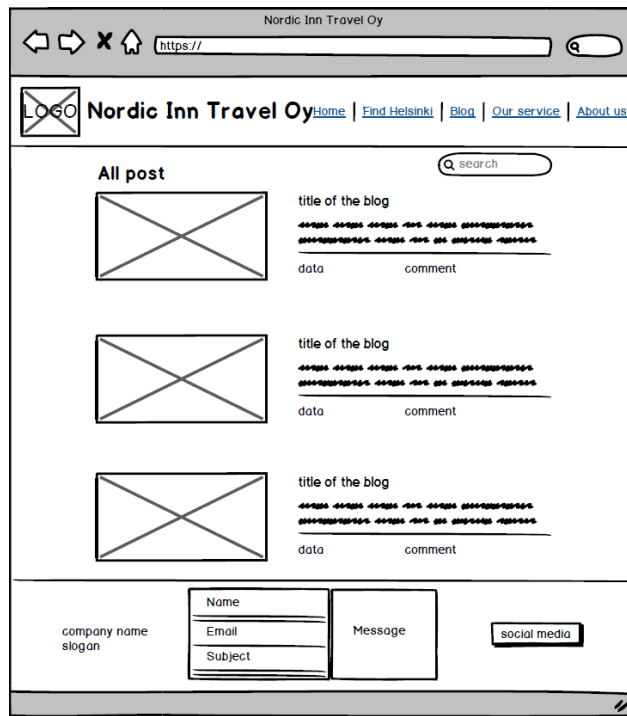 Nordic Inn Travel Oy
https://
LOGO Nordic Inn Travel Oy Home | Find Helsinki | Blog | Our service | About us
search
All post
title of the blog
data comment
title of the blog
data comment
title of the blog
data comment
Name
Email
Subject
Message
company name
slogan
social media